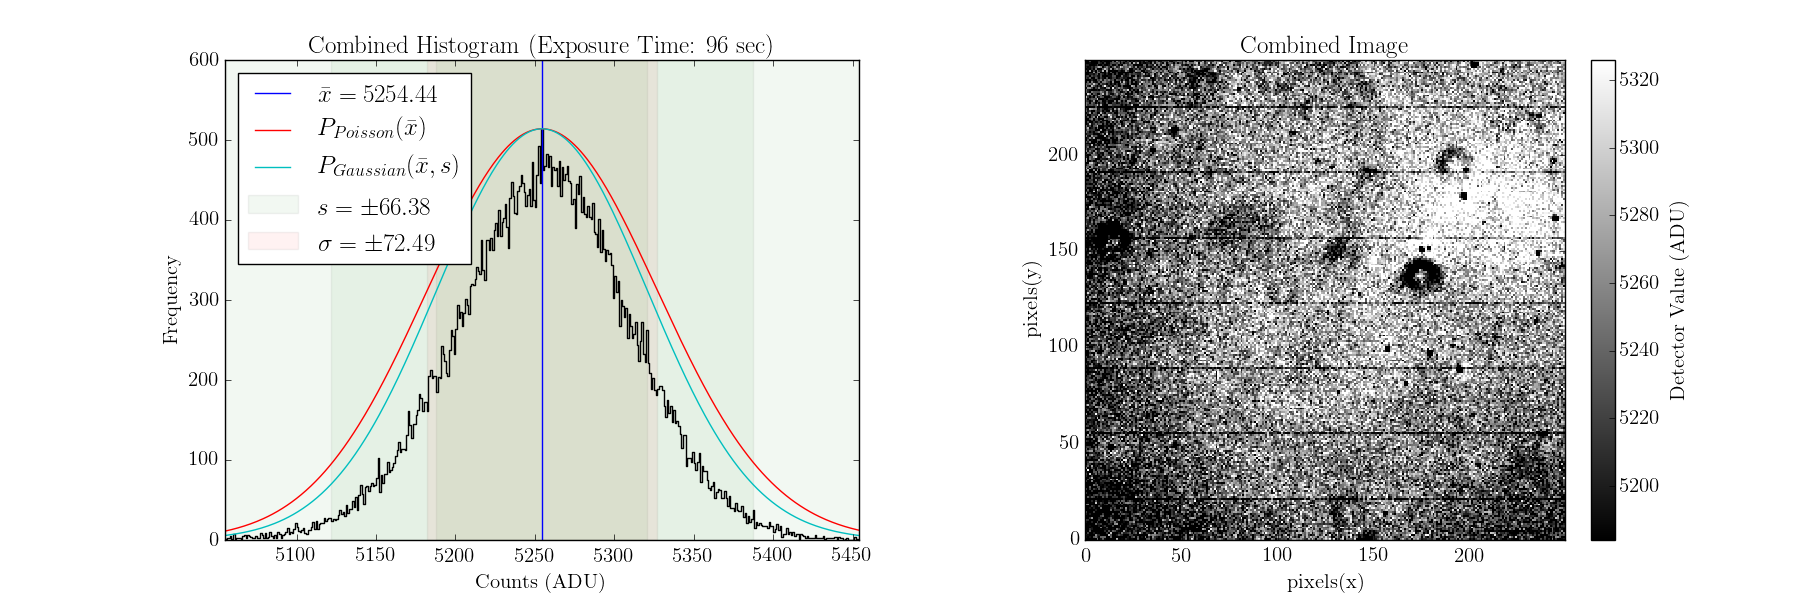 Combined Histogram (Exposure Time: 96 sec)
600
500
400
300
200
100
0
Frequency
x̄ = 5254.44
P_Poisson(x̄)
P_Gaussian(x̄, s)
s = ±66.38
σ = ±72.49
5100 5150 5200 5250 5300 5350 5400 5450
Counts (ADU)
Combined Image
200
150
100
50
0
pixels(y)
0 50 100 150 200
pixels(x)
5320
5300
5280
5260
5240
5220
5200
Detector Value (ADU)